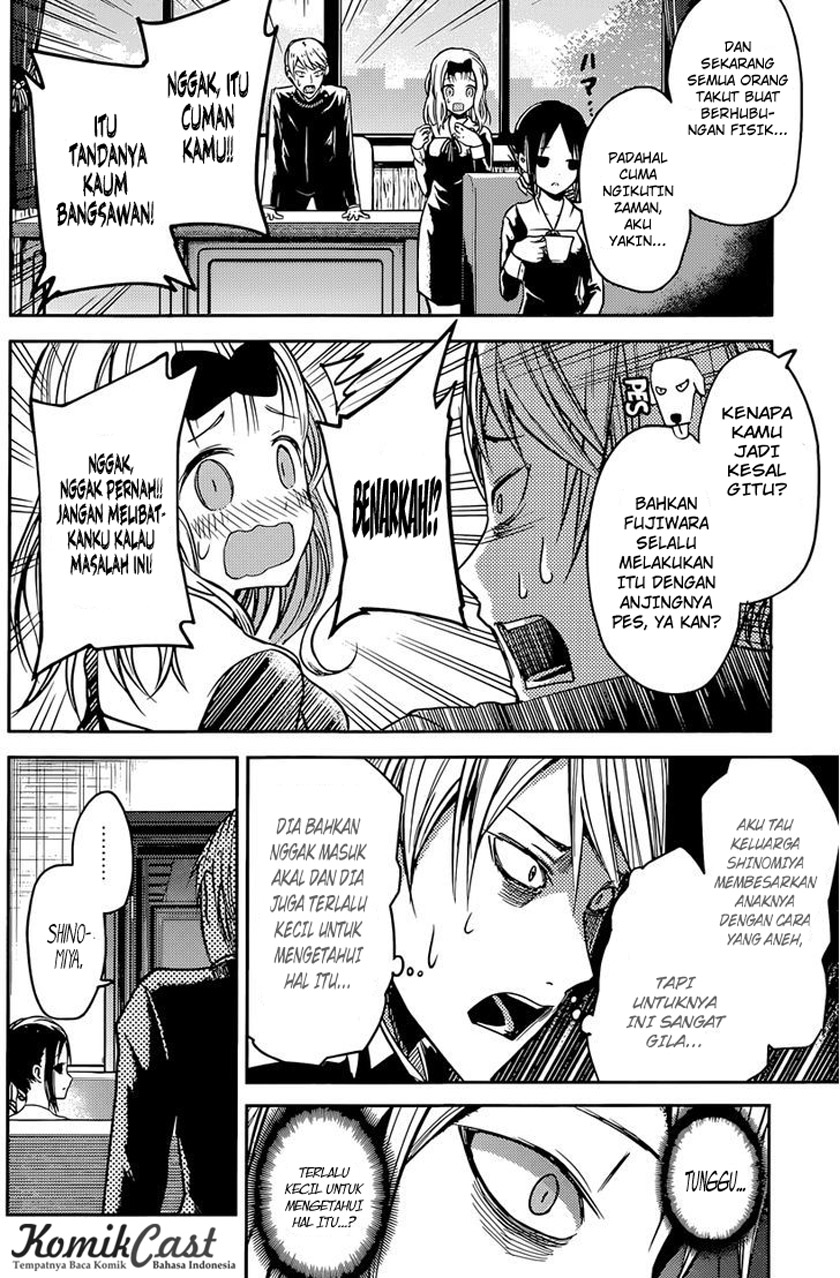 DAN
SEKARANG
SEMUA ORANG
TAKUT BUAT
BERHUBU-
NGAN FISIK...
PADAHAL
CUMA
NGIKUTIN
ZAMAN,
AKU
YAKIN...
NGGAK, ITU
CUMAN
KAMU!!
ITU
TANDANYA
KAUM
BANGSAWAN!
KENAPA
KAMU
JADI
KESAL
GITU?
PES
BAHKAN
FUJIWARA
SELALU
MELAKUKAN
ITU DENGAN
ANJINGNYA
PES, YA KAN?
BENARKAH!?
NGGAK,
NGGAK PERNAH!!
JANGAN MELIBAT-
KANKU KALAU
MASALAH INI!
AKU TAU
KELUARGA
SHINOMIYA
MEMBESARKAN
ANAKNYA
DENGAN CARA
YANG ANEH,
TAPI
UNTUKNYA
INI SANGAT
GILA...
DIA BAHKAN
NGGAK MASUK
AKAL DAN DIA
JUGA TERLALU
KECIL UNTUK
MENGETAHUI
HAL ITU...
TUNGGU...
TERLALU
KECIL UNTUK
MENGETAHUI
HAL ITU...?
........
SHINO-
MIYA,
KomikCast
Tempatnya Baca Komik Bahasa Indonesia